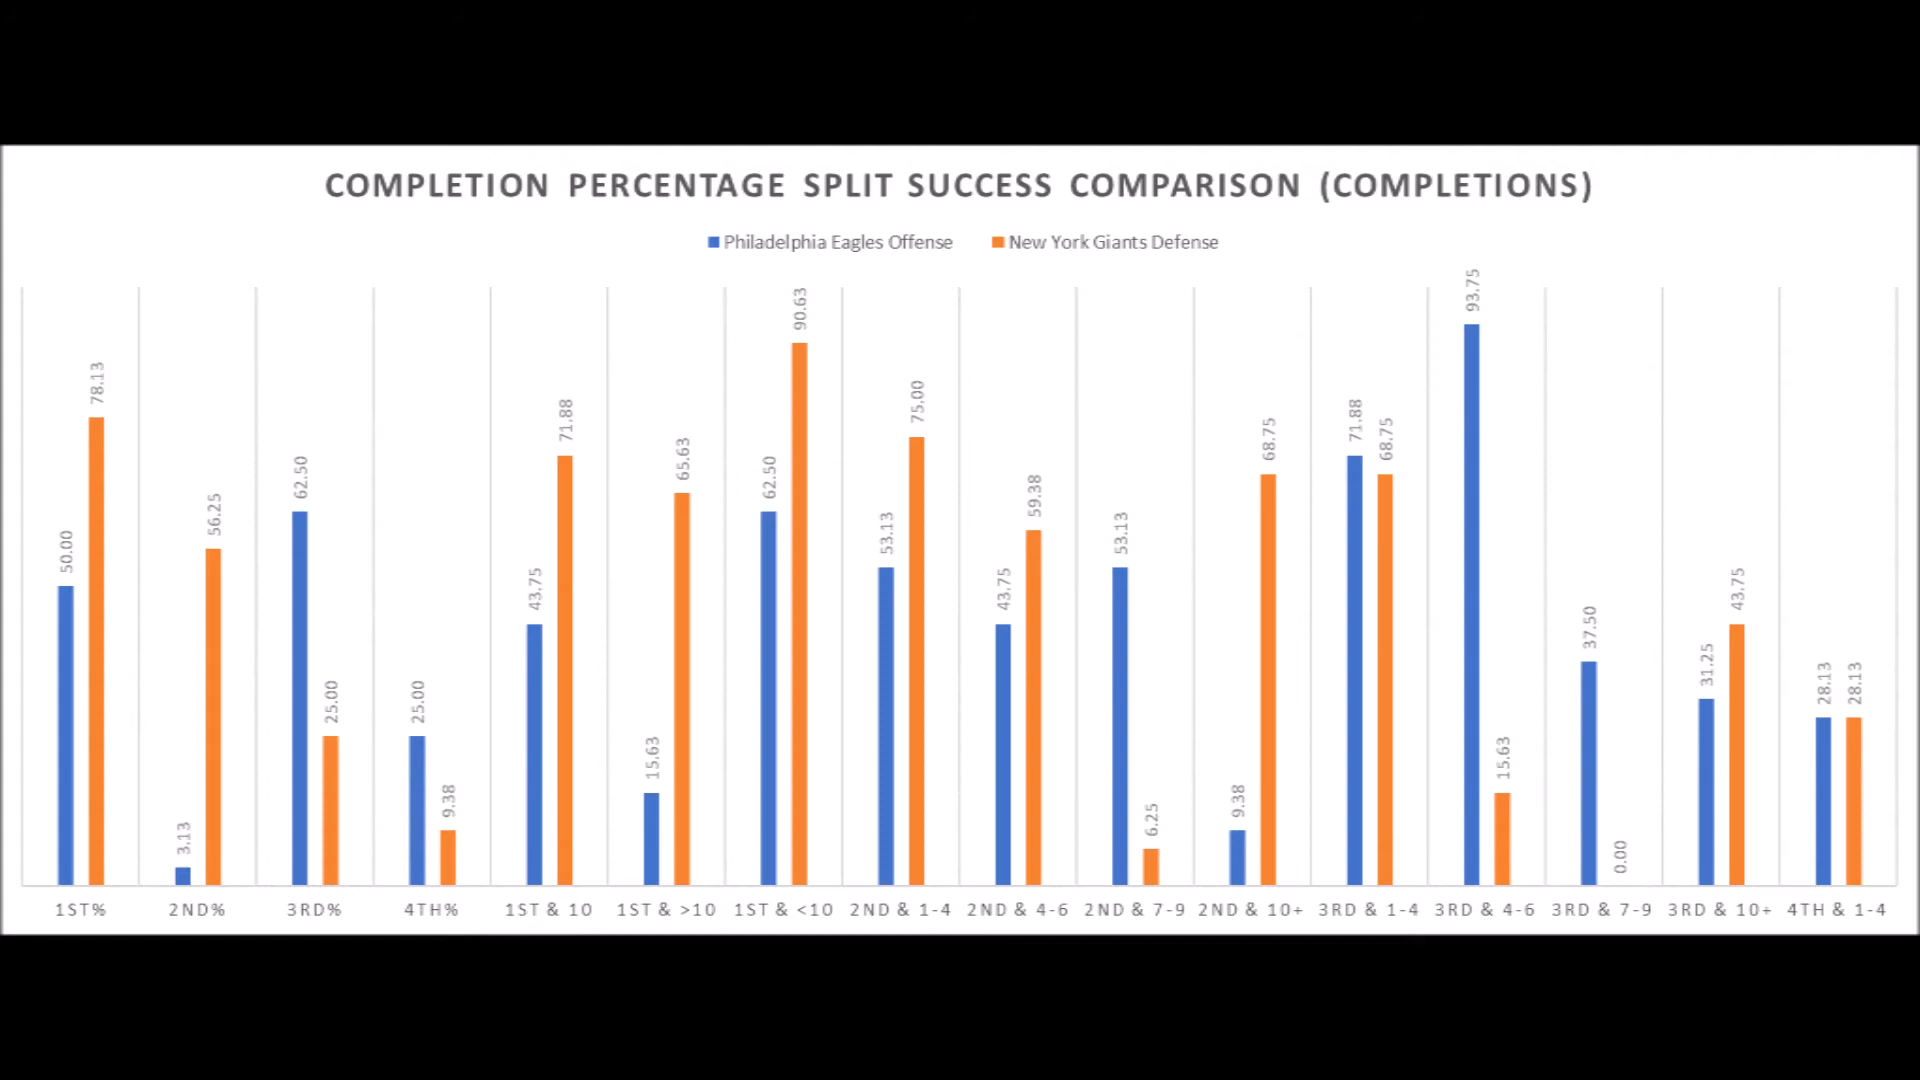 COMPLETION PERCENTAGE SPLIT SUCCESS COMPARISON (COMPLETIONS)
Philadelphia Eagles Offense New York Giants Defense
50.00 78.13 3.13 56.25 62.50 25.00 25.00 9.38 43.75 71.88 15.63 65.63 62.50 90.63 53.13 75.00 43.75 59.38 53.13 6.25 9.38 68.75 71.88 68.75 93.75 15.63 37.50 0.00 31.25 43.75 28.13 28.13
1ST% 2ND% 3RD% 4TH% 1ST & 10 1ST & >10 1ST & <10 2ND & 1-4 2ND & 4-6 2ND & 7-9 2ND & 10+ 3RD & 1-4 3RD & 4-6 3RD & 7-9 3RD & 10+ 4TH & 1-4